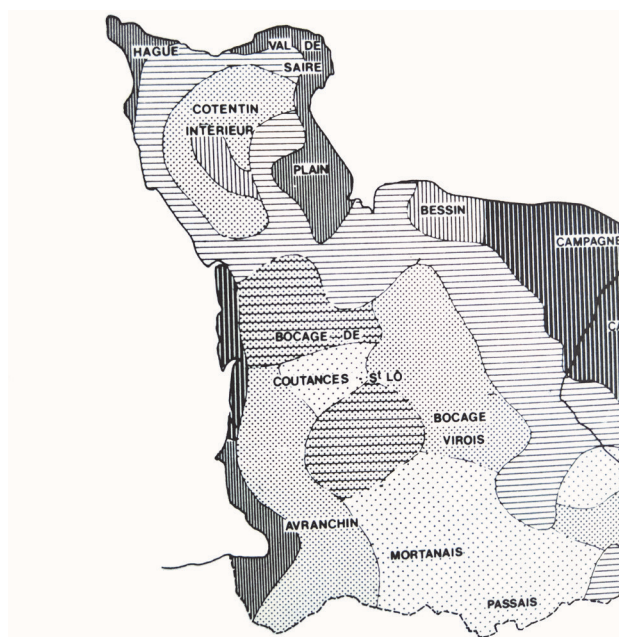 HAGUE
VAL DE
SAIRE
COTENTIN
INTÉRIEUR
PLAIN
BESSIN
CAMPAGNE
BOCAGE DE
COUTANCES St LÔ
BOCAGE
VIROIS
AVRANCHIN
MORTANAIS
PASSAIS